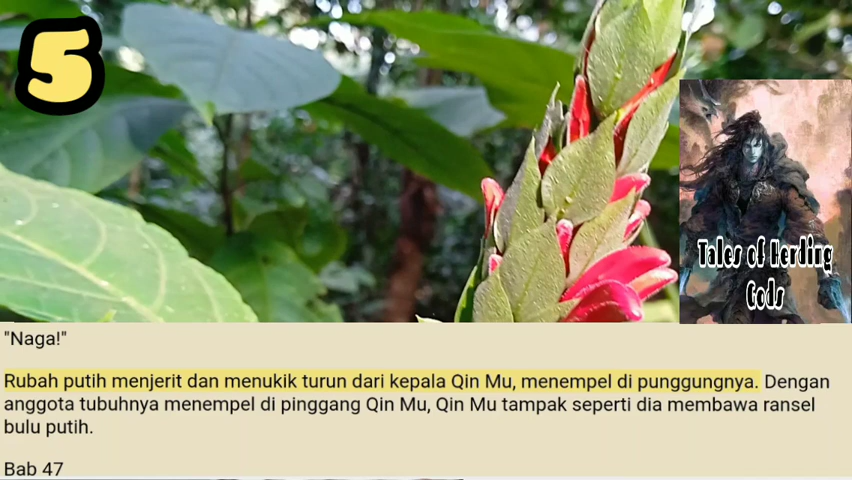 5
Tales of Herding
Gods
"Naga!"
Rubah putih menjerit dan menukik turun dari kepala Qin Mu, menempel di punggungnya. Dengan
anggota tubuhnya menempel di pinggang Qin Mu, Qin Mu tampak seperti dia membawa ransel
bulu putih.
Bab 47